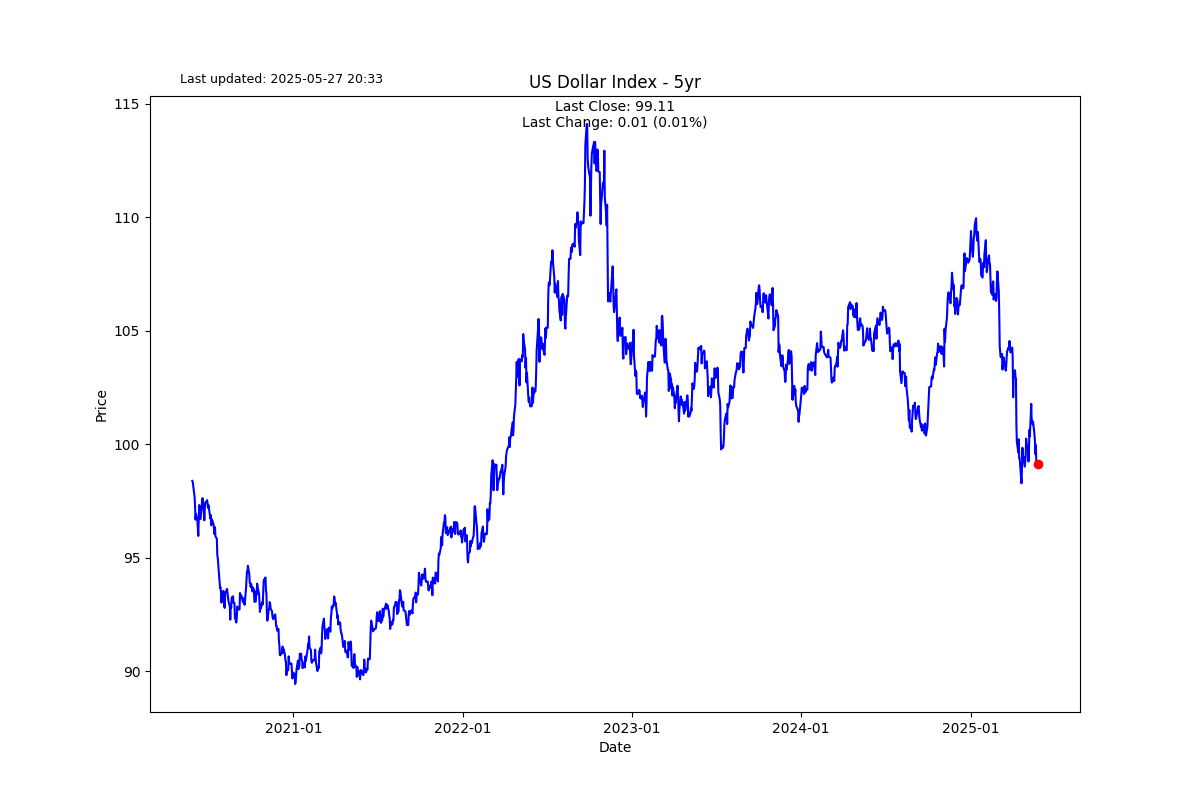 Last updated: 2025-05-27 20:33
US Dollar Index - 5yr
Last Close: 99.11
Last Change: 0.01 (0.01%)
115
110
105
100
95
90
Price
2021-01
2022-01
2023-01
2024-01
2025-01
Date